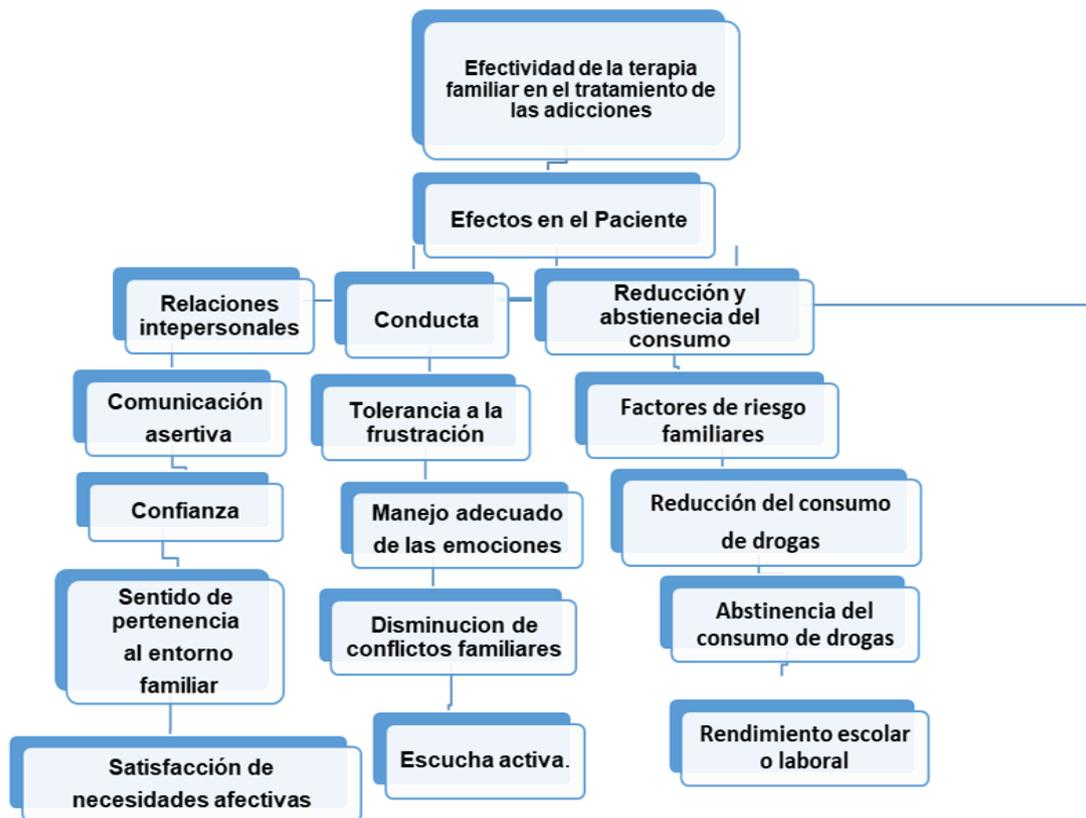 Efectividad de la terapia
familiar en el tratamiento de
las adicciones
Efectos en el Paciente
Relaciones
intepersonales
Comunicación
asertiva
Confianza
Sentido de
pertenencia
al entorno
familiar
Satisfacción de
necesidades afectivas
Conducta
Tolerancia a la
frustración
Manejo adecuado
de las emociones
Disminucion de
conflictos familiares
Escucha activa.
Reducción y
abstienecia del
consumo
Factores de riesgo
familiares
Reducción del consumo
de drogas
Abstinencia del
consumo de drogas
Rendimiento escolar
o laboral